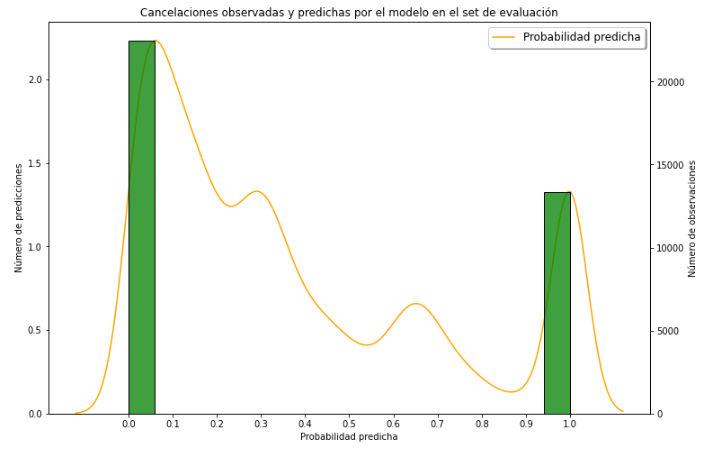 Cancelaciones observadas y predichas por el modelo en el set de evaluación
Probabilidad predicha
2.0
1.5
1.0
0.5
0.0
Número de predicciones
20000
15000
10000
5000
0
Número de observaciones
0.0 0.1 0.2 0.3 0.4 0.5 0.6 0.7 0.8 0.9 1.0
Probabilidad predicha